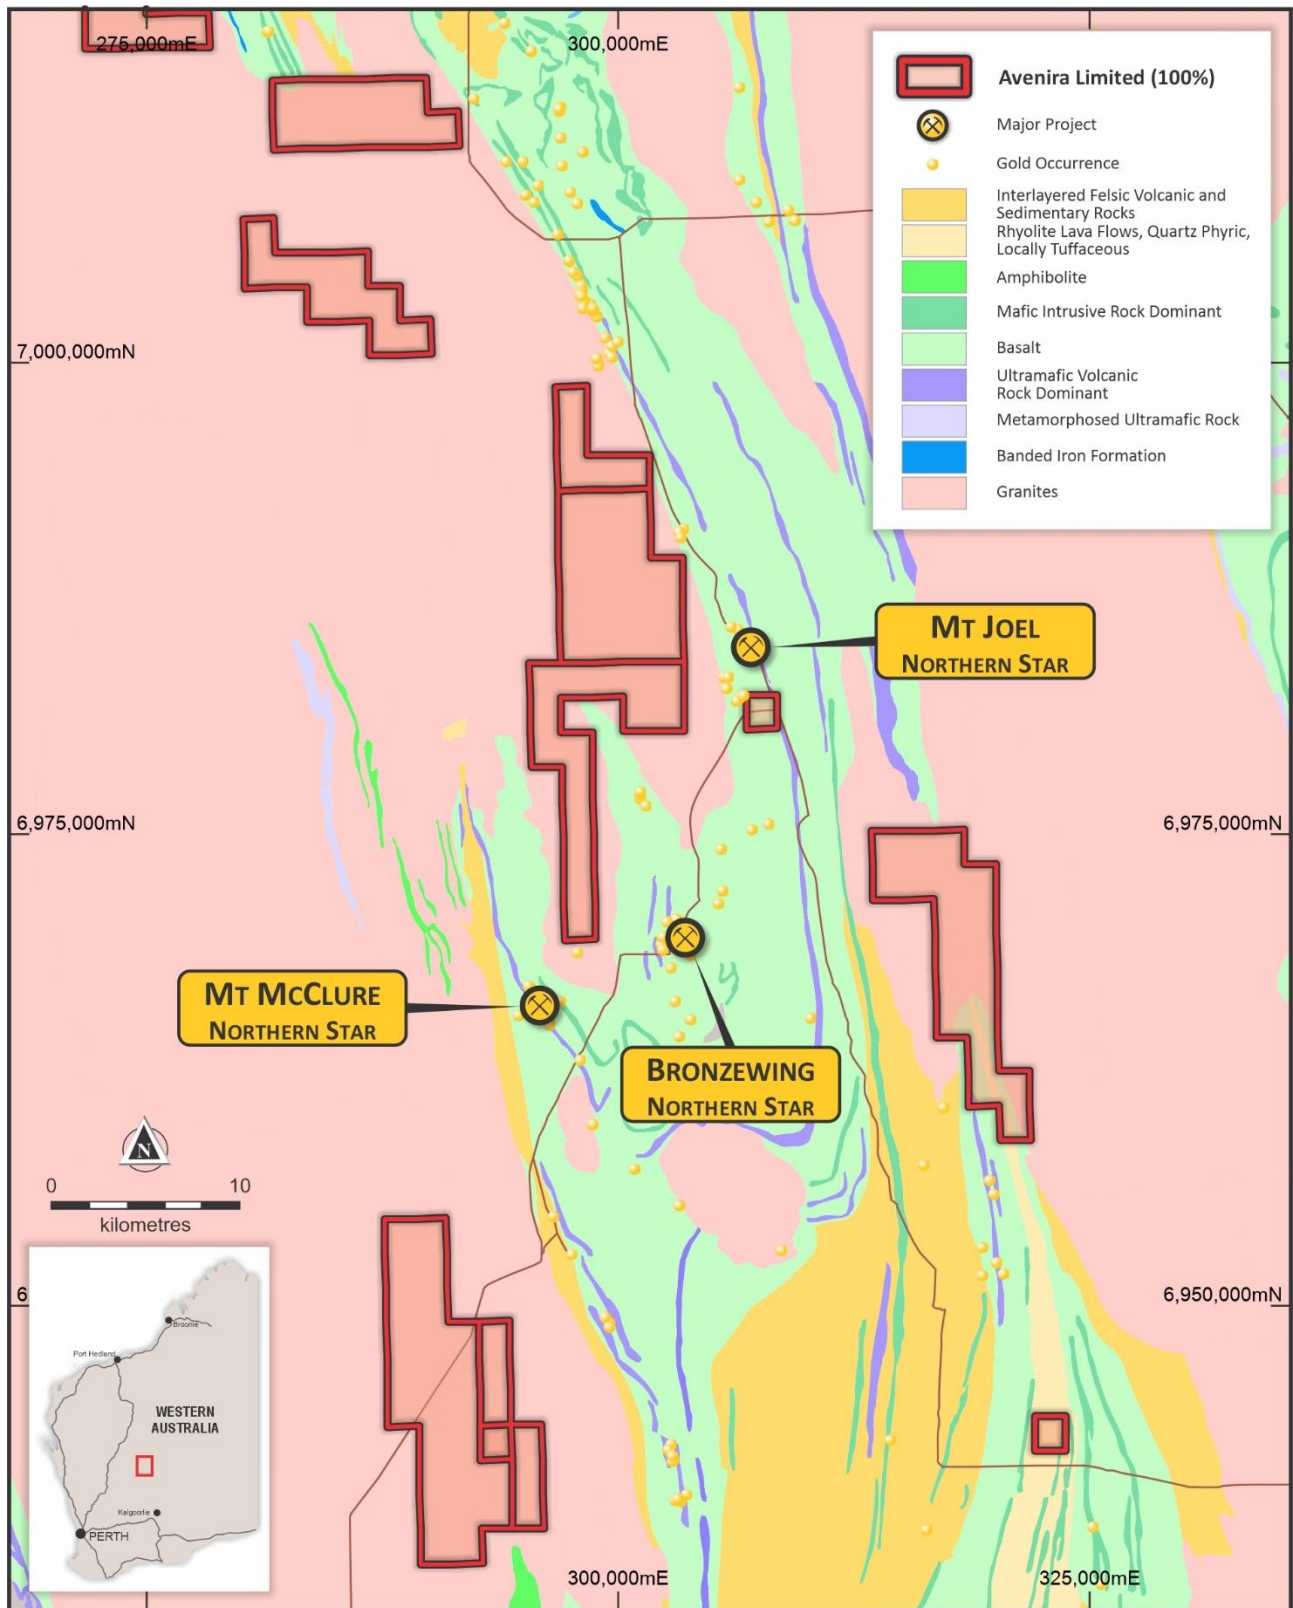 275,000mE
300,000mE
Avenira Limited (100%)
Major Project
Gold Occurrence
Interlayered Felsic Volcanic and
Sedimentary Rocks
Rhyolite Lava Flows, Quartz Phyric,
Locally Tuffaceous
Amphibolite
Mafic Intrusive Rock Dominant
Basalt
Ultramafic Volcanic
Rock Dominant
Metamorphosed Ultramafic Rock
Banded Iron Formation
Granites
7,000,000mN
MT JOEL
NORTHERN STAR
6,975,000mN
6,975,000mN
MT MCCLURE
NORTHERN STAR
BRONZEWING
NORTHERN STAR
N
0 10
kilometres
6
6,950,000mN
Broome
Port Hedland
WESTERN
AUSTRALIA
Kalgoorlie
PERTH
300,000mE
325,000mE